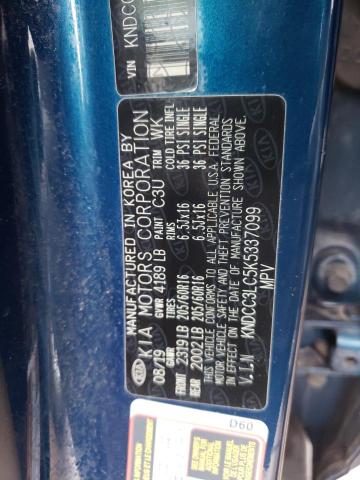 VIN KNDCC
MANUFACTURED IN KOREA BY
KIA MOTORS CORPORATION
08/19 GVWR 4189 LB PAINT C3U TRIM WK
GAWR TIRES RIMS COLD TIRE INFL.
FRONT 2332 LB 205/60R16 6.5JX16 36 PSI SINGLE
REAR 2002 LB 205/60R16 6.5JX16 36 PSI SINGLE
THIS VEHICLE CONFORMS TO ALL APPLICABLE U.S.A. FEDERAL
MOTOR VEHICLE SAFETY AND THEFT PREVENTION STANDARDS
IN EFFECT ON THE DATE OF MANUFACTURE SHOWN ABOVE.
V.I.N KNDCC3LC5K5337099
MPV
D60